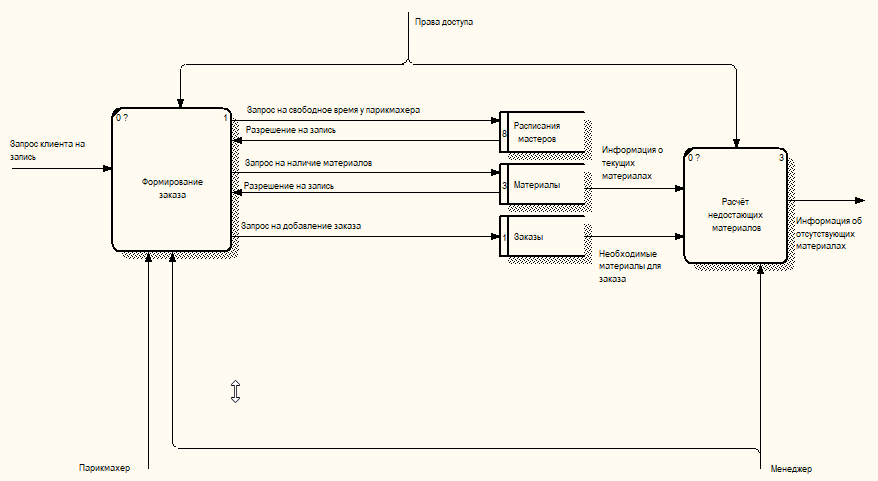 Права доступа
0 ?
1
Запрос клиента на
запись
Формирование
заказа
Запрос на свободное время у парикмахера
Разрешение на запись
Запрос на наличие материалов
Разрешение на запись
Запрос на добавление заказа
8
Расписания
мастеров
3
Материалы
1
Заказы
Информация о
текущих
материалах
Необходимые
материалы для
заказа
0 ?
3
Расчёт
недостающих
материалов
Информация об
отсутствующих
материалах
Парикмахер
Менеджер